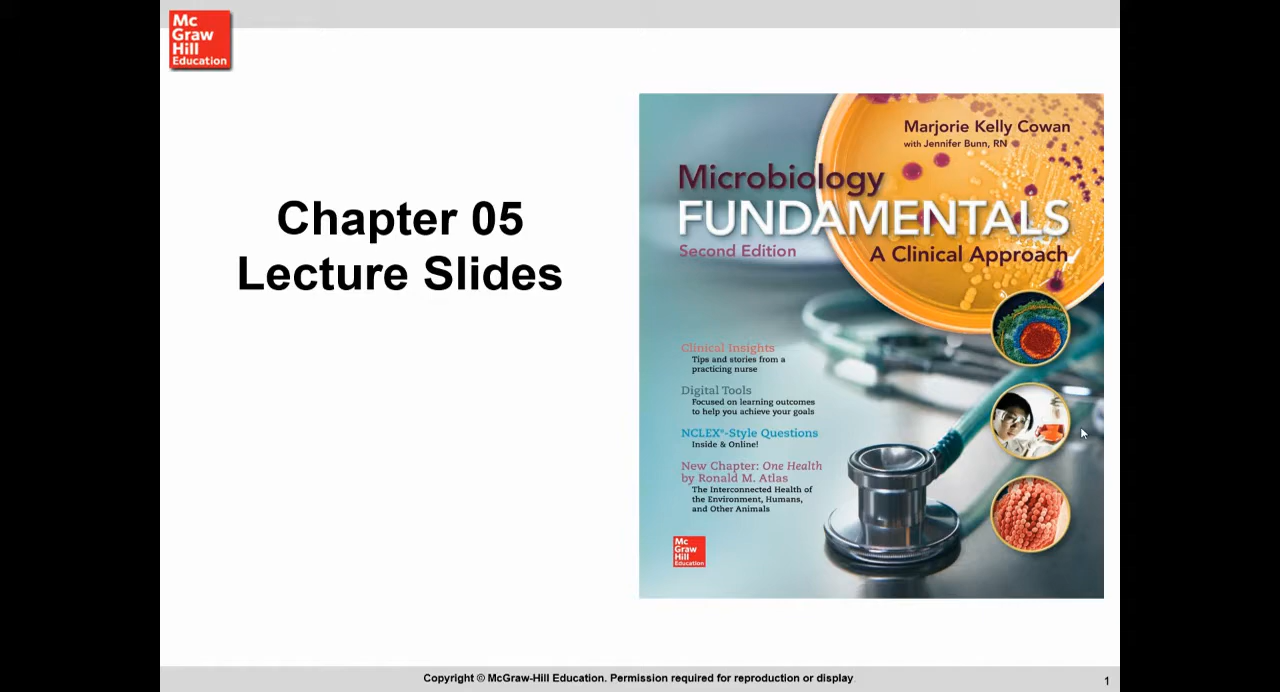 Mc
Graw
Hill
Education
Chapter 05
Lecture Slides
Marjorie Kelly Cowan
with Jennifer Bunn, RN
Microbiology
FUNDAMENTALS
Second Edition
A Clinical Approach
Clinical Insights
Tips and stories from a
practicing nurse
Digital Tools
Focused on learning outcomes
to help you achieve your goals
NCLEX®-Style Questions
Inside & Online!
New Chapter: One Health
by Ronald M. Atlas
The Interconnected Health of
the Environment, Humans,
and Other Animals
Mc
Graw
Hill
Education
Copyright © McGraw-Hill Education. Permission required for reproduction or display.
1